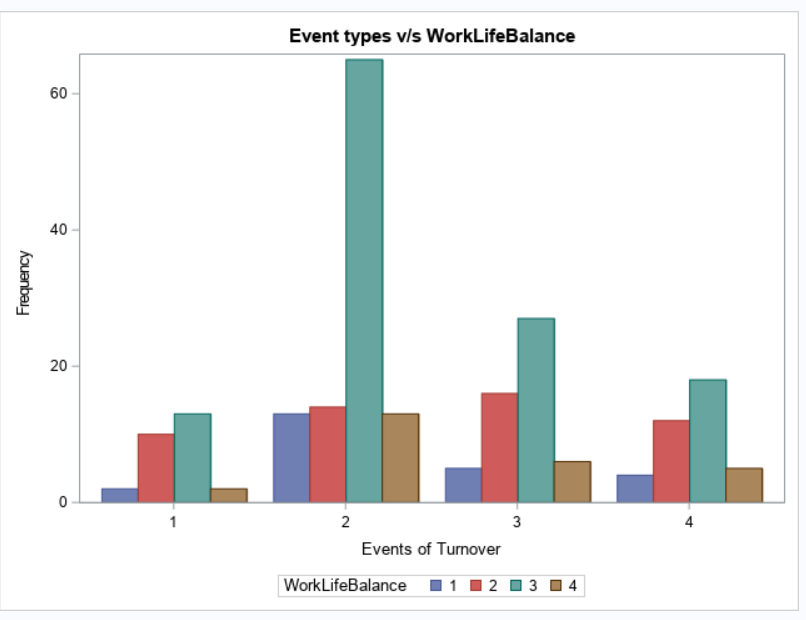 Event types v/s WorkLifeBalance
60
40
20
0
Frequency
1 2 3 4
Events of Turnover
WorkLifeBalance 1 2 3 4